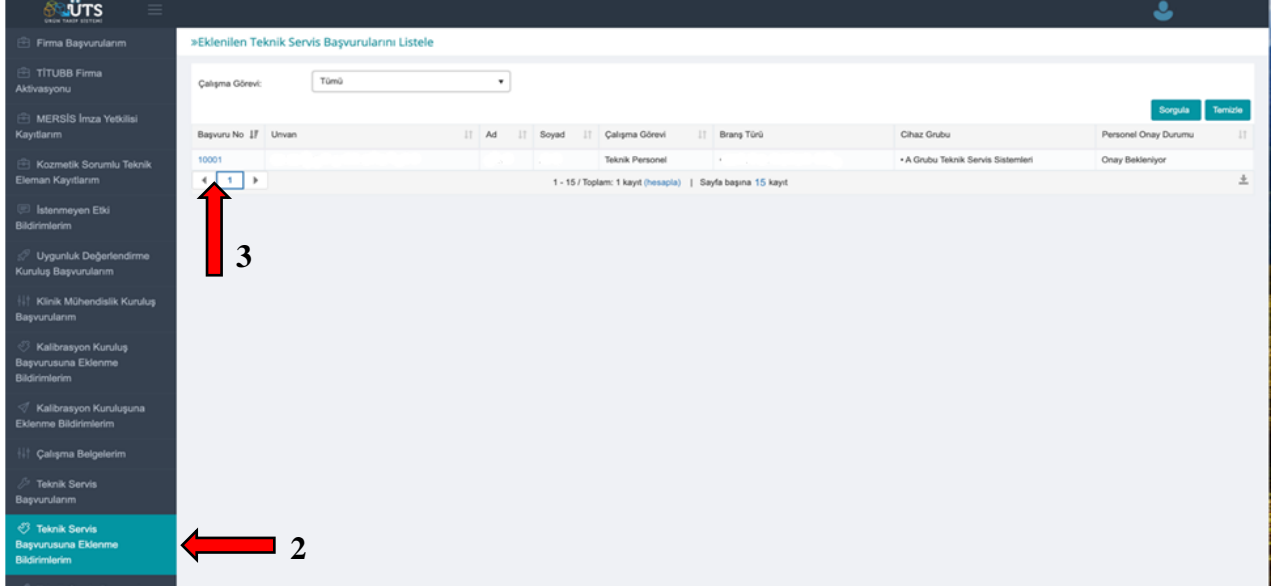 ÜTS
ÜRÜN TAKİP SİSTEMİ
Firma Başvurularım
TİTUBB Firma
Aktivasyonu
MERSİS İmza Yetkilisi
Kayıtlarım
Kozmetik Sorumlu Teknik
Eleman Kayıtlarım
İstenmeyen Etki
Bildirimlerim
Uygunluk Değerlendirme
Kuruluş Başvurularım
Klinik Mühendislik Kuruluş
Başvurularım
Kalibrasyon Kuruluş
Başvurusuna Eklenme
Bildirimlerim
Kalibrasyon Kuruluşuna
Eklenme Bildirimlerim
Çalışma Belgelerim
Teknik Servis
Başvurularım
Teknik Servis
Başvurusuna Eklenme
Bildirimlerim
»Eklenilen Teknik Servis Başvurularını Listele
Çalışma Görevi: Tümü
Sorgula Temizle
Başvuru No Unvan Ad Soyad Çalışma Görevi Branş Türü Cihaz Grubu Personel Onay Durumu
10001 Teknik Personel • • A Grubu Teknik Servis Sistemleri Onay Bekleniyor
1 1 - 15 / Toplam: 1 kayıt (hesapla) | Sayfa başına 15 kayıt
3
2